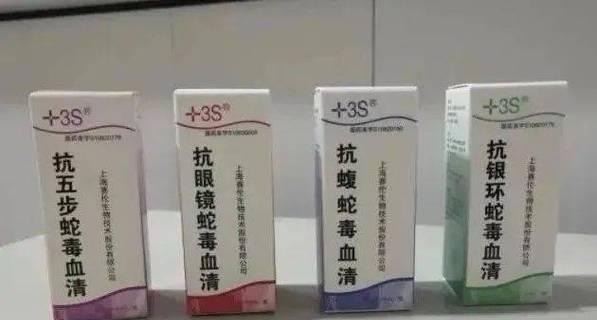 +3S®
抗五步蛇毒血清
上海赛伦生物技术股份有限公司
+3S®
抗眼镜蛇毒血清
上海赛伦生物技术股份有限公司
+3S®
抗蝮蛇毒血清
上海赛伦生物技术股份有限公司
+3S®
抗银环蛇毒血清
上海赛伦生物技术股份有限公司